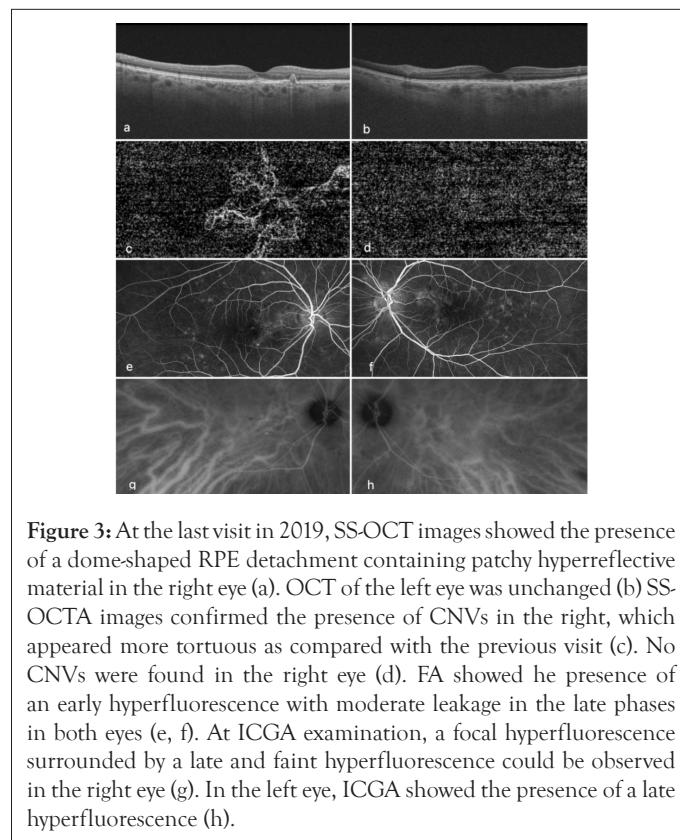 a
b
c
d
e
f
g
h
Figure 3: At the last visit in 2019, SS-OCT images showed the presence
of a dome-shaped RPE detachment containing patchy hyperreflective
material in the right eye (a). OCT of the left eye was unchanged (b) SS-
OCTA images confirmed the presence of CNVs in the right, which
appeared more tortuous as compared with the previous visit (c). No
CNVs were found in the right eye (d). FA showed he presence of
an early hyperfluorescence with moderate leakage in the late phases
in both eyes (e, f). At ICGA examination, a focal hyperfluorescence
surrounded by a late and faint hyperfluorescence could be observed
in the right eye (g). In the left eye, ICGA showed the presence of a late
hyperfluorescence (h).